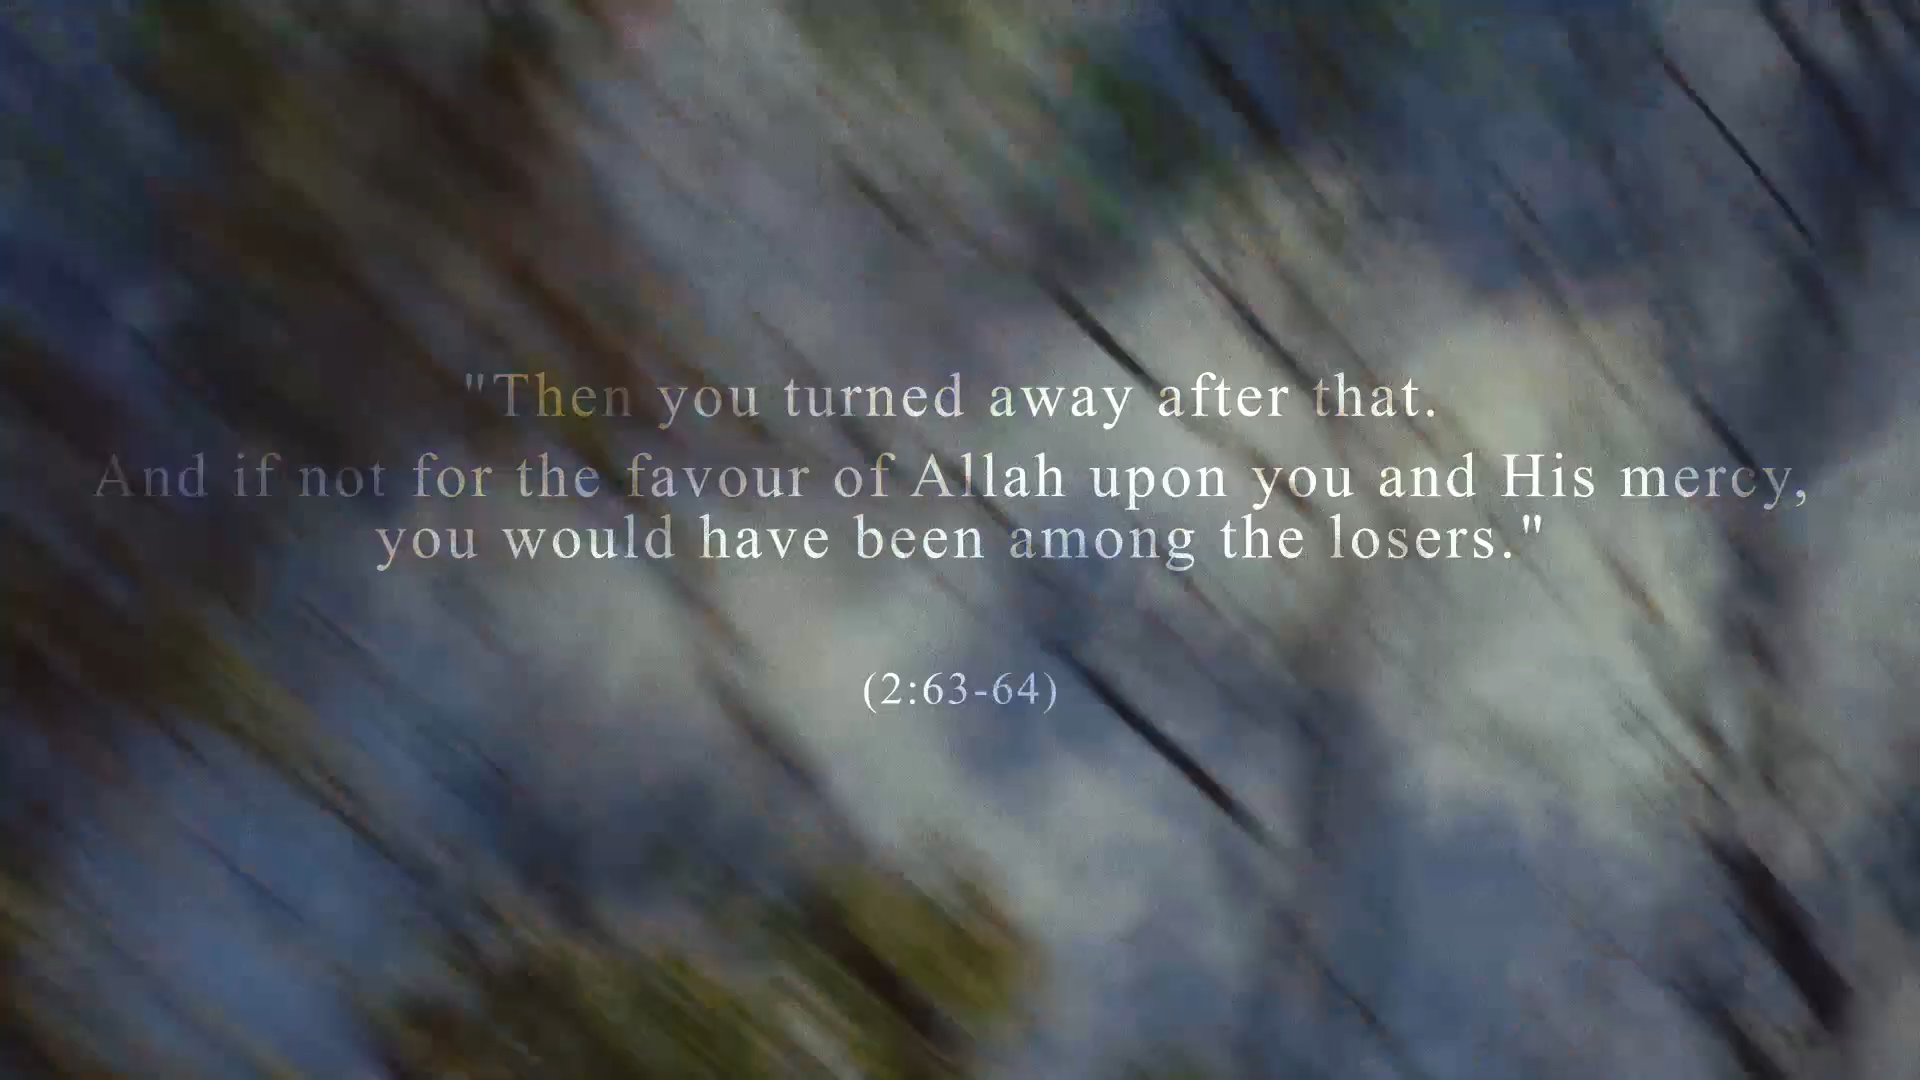 "Then you turned away after that.
And if not for the favour of Allah upon you and His mercy,
you would have been among the losers."
(2:63-64)